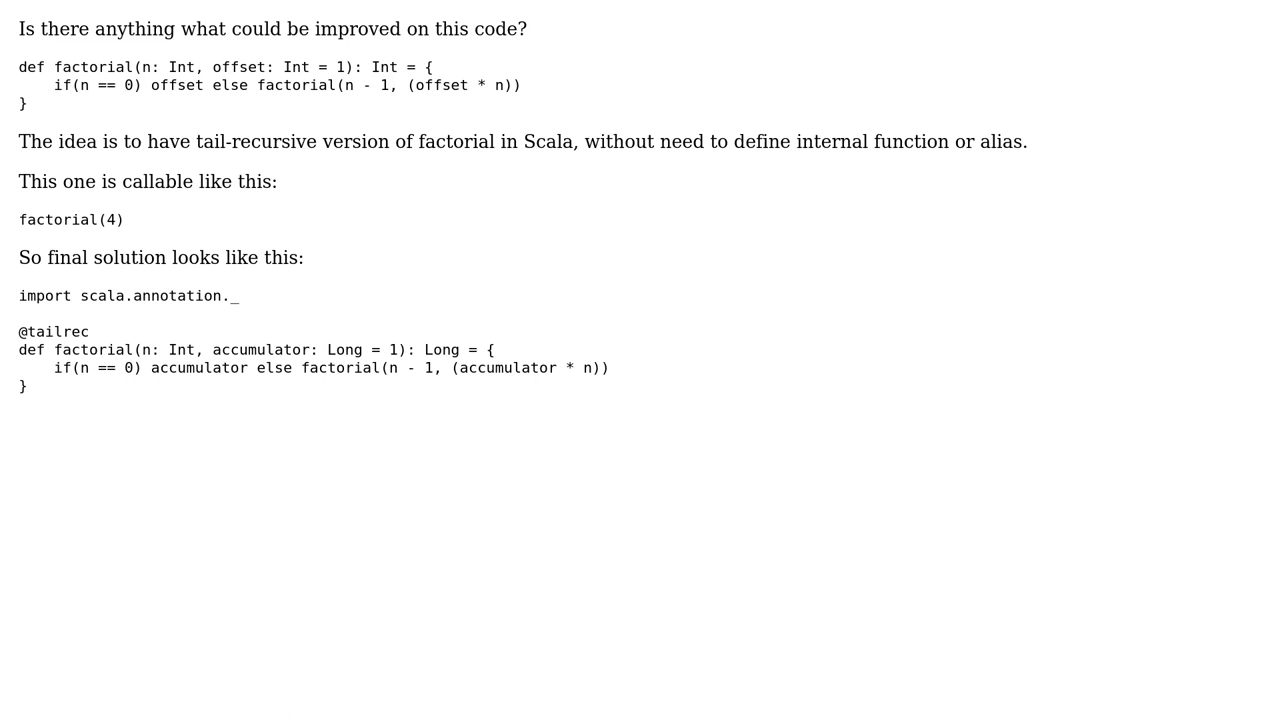 Is there anything what could be improved on this code?
def factorial(n: Int, offset: Int = 1): Int = {
    if(n == 0) offset else factorial(n - 1, (offset * n))
}
The idea is to have tail-recursive version of factorial in Scala, without need to define internal function or alias.
This one is callable like this:
factorial(4)
So final solution looks like this:
import scala.annotation._
@tailrec
def factorial(n: Int, accumulator: Long = 1): Long = {
    if(n == 0) accumulator else factorial(n - 1, (accumulator * n))
}